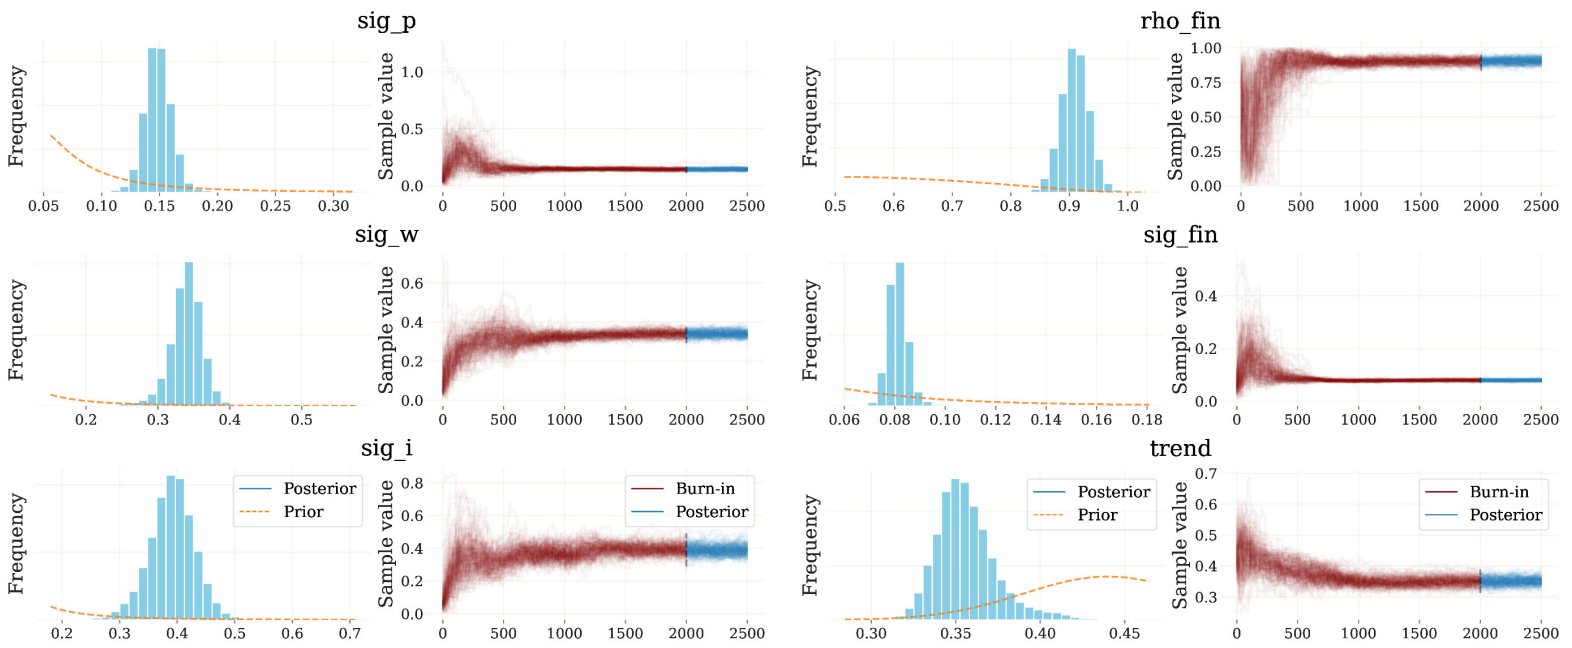 sig_p
Frequency
0.05 0.10 0.15 0.20 0.25 0.30
Sample value
1.0
0.5
0.0
0 500 1000 1500 2000 2500
rho_fin
Frequency
0.5 0.6 0.7 0.8 0.9 1.0
Sample value
1.00
0.75
0.50
0.25
0.00
0 500 1000 1500 2000 2500
sig_w
Frequency
0.2 0.3 0.4 0.5
Sample value
0.6
0.4
0.2
0.0
0 500 1000 1500 2000 2500
sig_fin
Frequency
0.06 0.08 0.10 0.12 0.14 0.16 0.18
Sample value
0.4
0.2
0.0
0 500 1000 1500 2000 2500
sig_i
Frequency
Posterior
Prior
0.2 0.3 0.4 0.5 0.6 0.7
Sample value
0.8
0.6
0.4
0.2
0.0
Burn-in
Posterior
0 500 1000 1500 2000 2500
trend
Frequency
Posterior
Prior
0.30 0.35 0.40 0.45
Sample value
0.7
0.6
0.5
0.4
0.3
Burn-in
Posterior
0 500 1000 1500 2000 2500